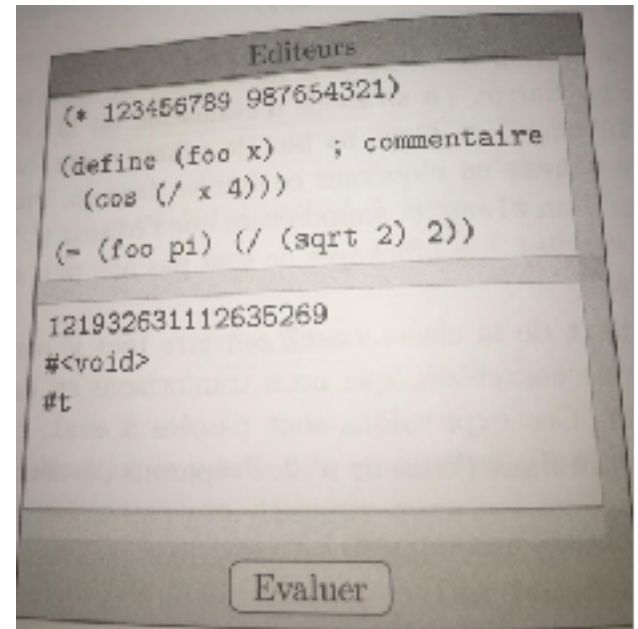 Editeurs
(* 123456789 987654321)
(define (foo x) ; commentaire
(cos (/ x 4)))
(= (foo pi) (/ (sqrt 2) 2))
121932631112635269
#<void>
#t
Evaluer